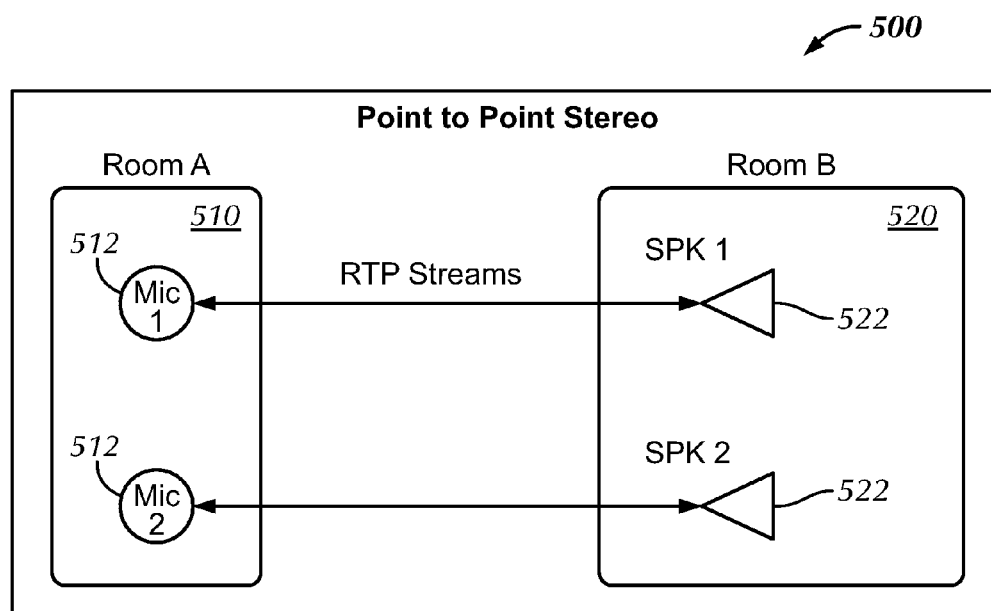 500
Point to Point Stereo
Room A
Room B
510
520
512
Mic
1
RTP Streams
SPK 1
522
512
Mic
2
SPK 2
522